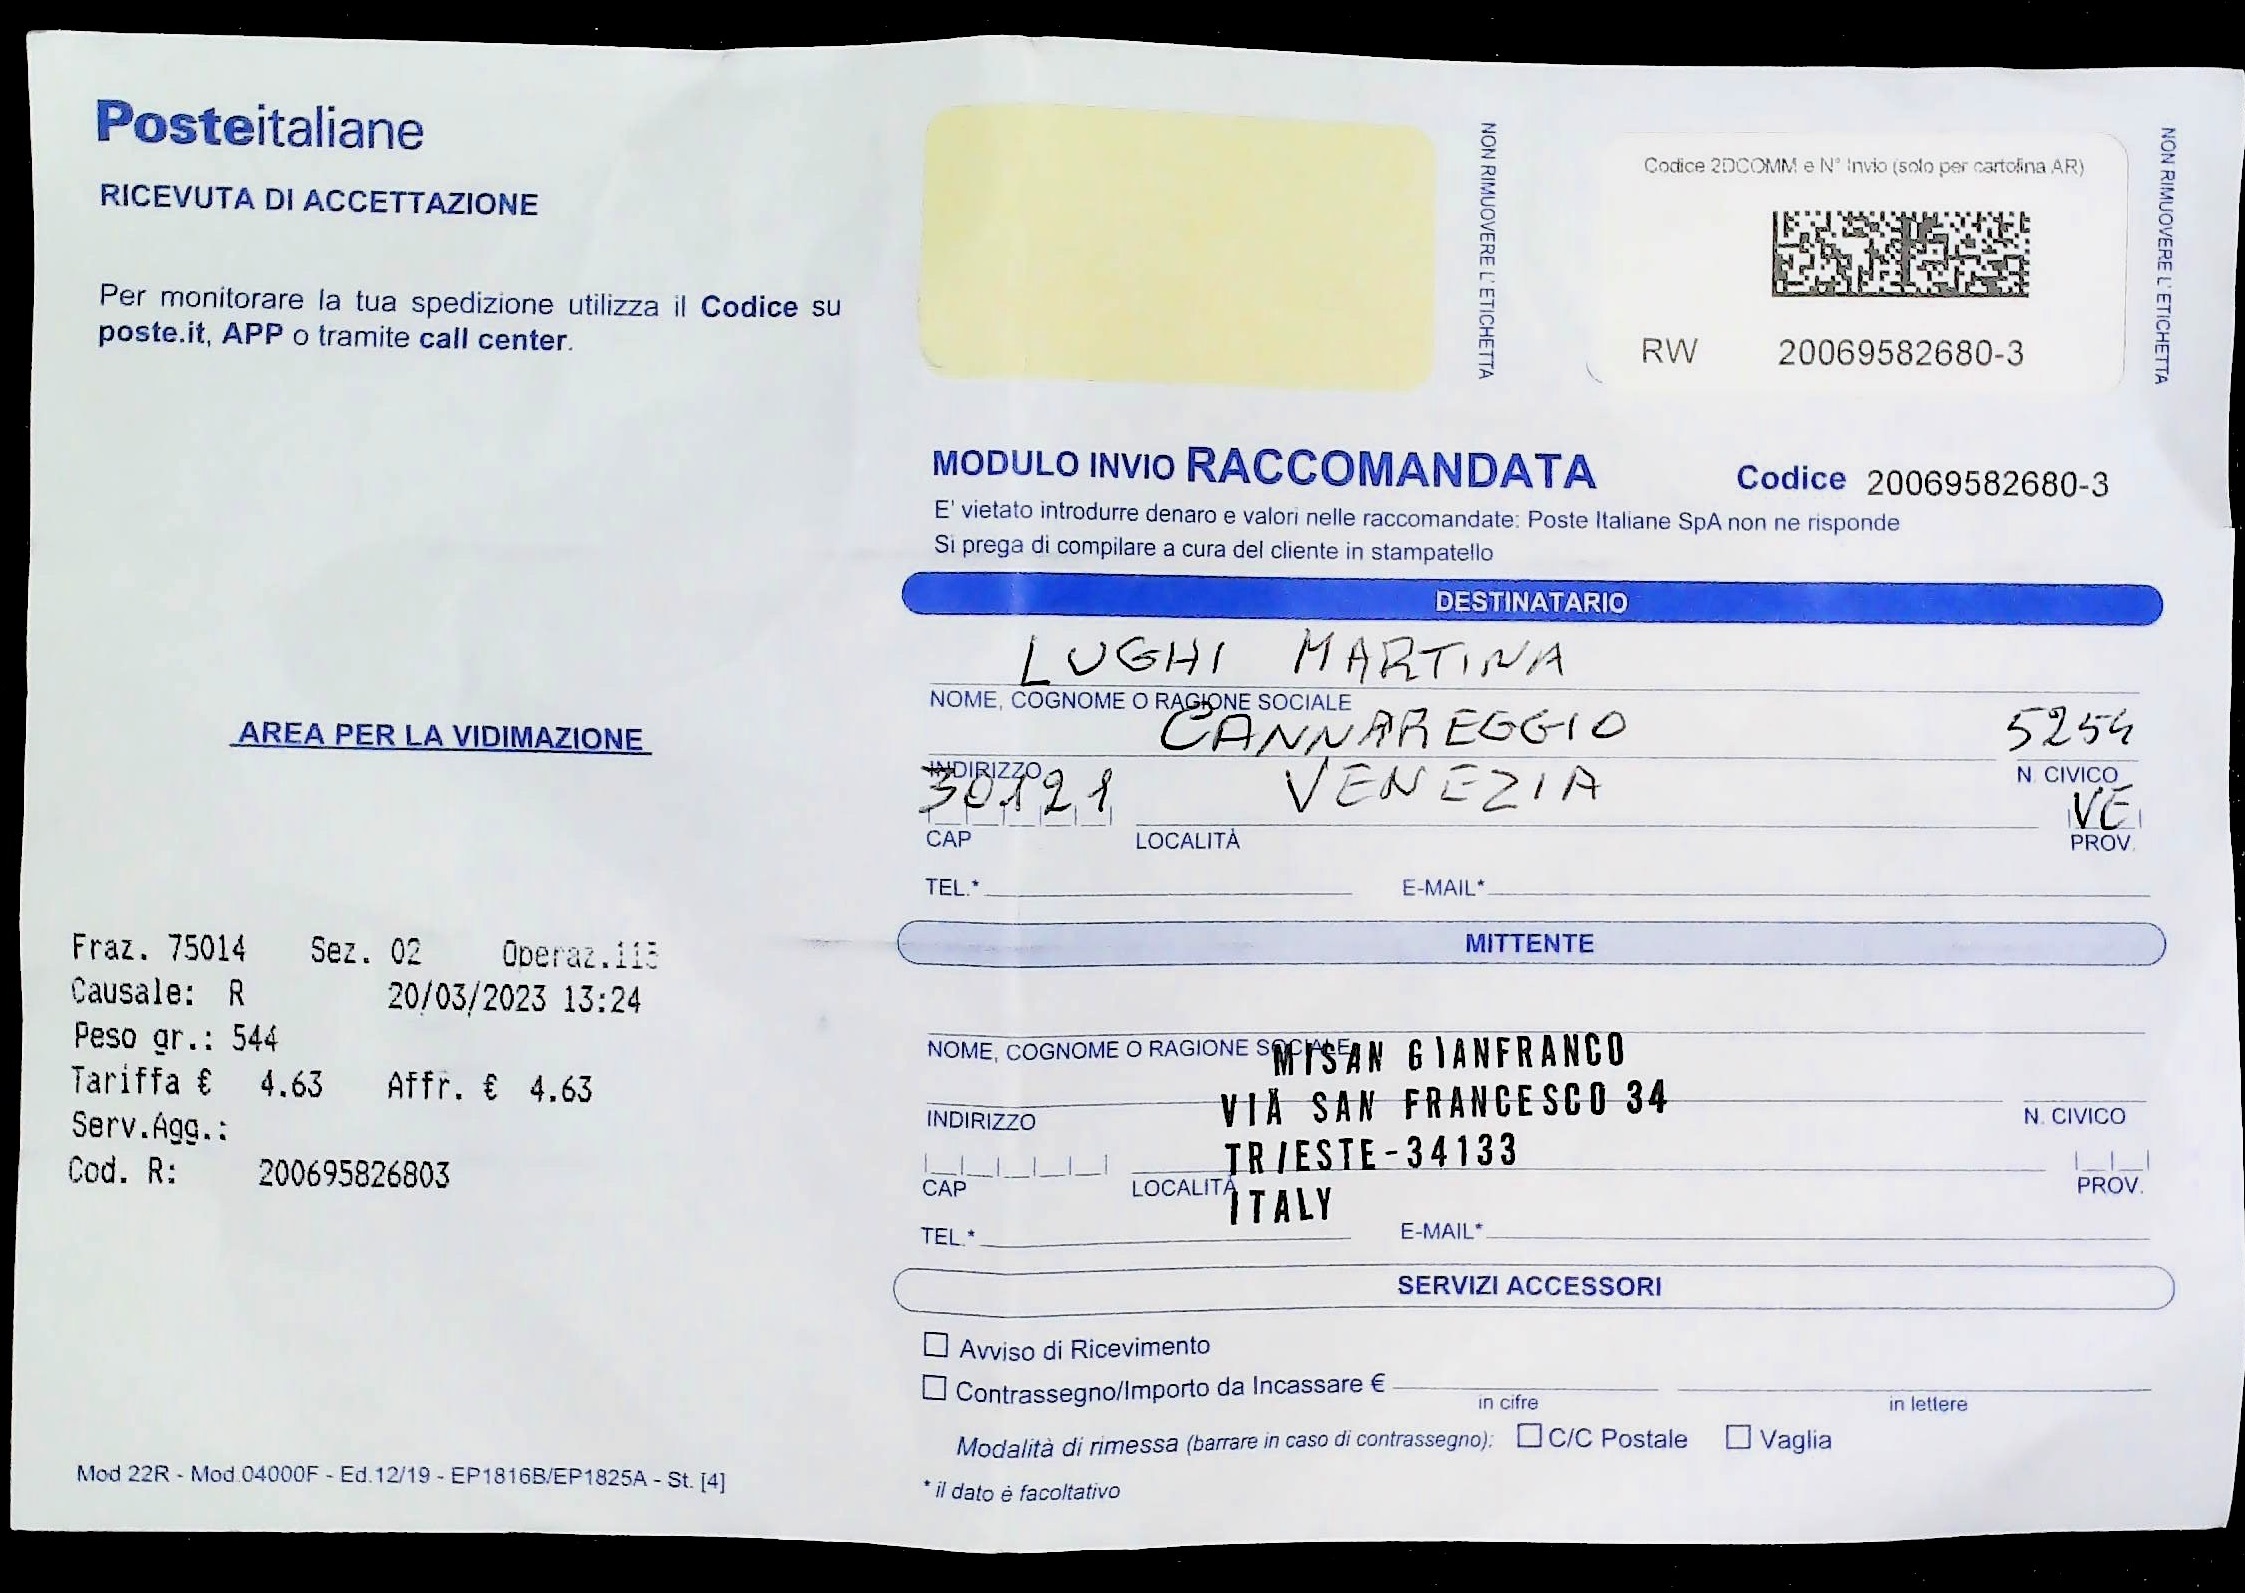 Posteitaliane
RICEVUTA DI ACCETTAZIONE
Per monitorare la tua spedizione utilizza il Codice su
poste.it, APP o tramite call center.
AREA PER LA VIDIMAZIONE
Fraz. 75014 Sez. 02 Operaz.113
Causale: R 20/03/2023 13:24
Peso gr.: 544
Tariffa € 4.63 Affr. € 4.63
Serv.Agg.:
Cod. R: 200695826803
Mod 22R - Mod.04000F - Ed.12/19 - EP1816B/EP1825A - St. [4]
NON RIMUOVERE L'ETICHETTA
Codice 2DCOMM e N° Invio (solo per cartolina AR)
RW 20069582680-3
NON RIMUOVERE L'ETICHETTA
MODULO INVIO RACCOMANDATA Codice 20069582680-3
E' vietato introdurre denaro e valori nelle raccomandate: Poste Italiane SpA non ne risponde
Si prega di compilare a cura del cliente in stampatello
DESTINATARIO
LUGHI MARTINA
NOME, COGNOME O RAGIONE SOCIALE
CANNAREGGIO 5254
INDIRIZZO N. CIVICO
30121 VENEZIA VE
CAP LOCALITÀ PROV.
TEL.* E-MAIL*
MITTENTE
NOME, COGNOME O RAGIONE SOCIALE
MISAN GIANFRANCO
VIA SAN FRANCESCO 34
INDIRIZZO N. CIVICO
TRIESTE-34133
CAP LOCALITÀ PROV.
ITALY
TEL.* E-MAIL*
SERVIZI ACCESSORI
Avviso di Ricevimento
Contrassegno/Importo da Incassare €
in cifre in lettere
Modalità di rimessa (barrare in caso di contrassegno): C/C Postale Vaglia
* il dato è facoltativo